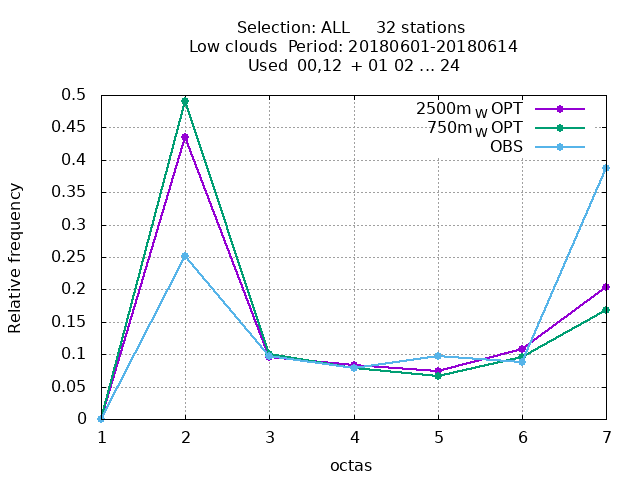 Selection: ALL 32 stations
Low clouds Period: 20180601-20180614
Used 00,12 + 01 02 ... 24
2500m W OPT
750m W OPT
OBS
Relative frequency
0.5
0.45
0.4
0.35
0.3
0.25
0.2
0.15
0.1
0.05
0
1 2 3 4 5 6 7
octas